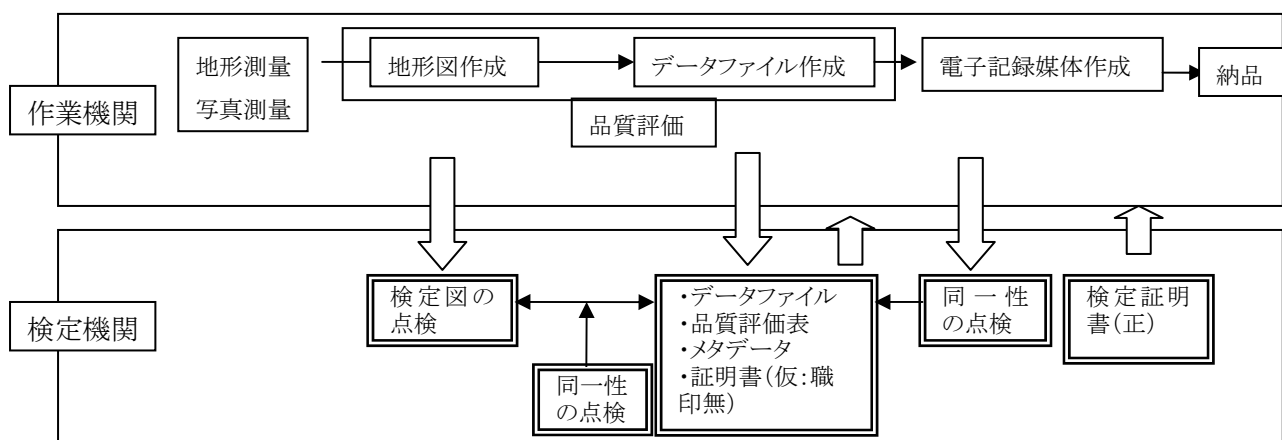 作業機関
地形測量
写真測量
地形図作成
データファイル作成
品質評価
電子記録媒体作成
納品
検定機関
検定図の
点検
同一性
の点検
・データファイル
・品質評価表
・メタデータ
・証明書(仮:職
印無)
同一性
の点検
検定証明
書(正)